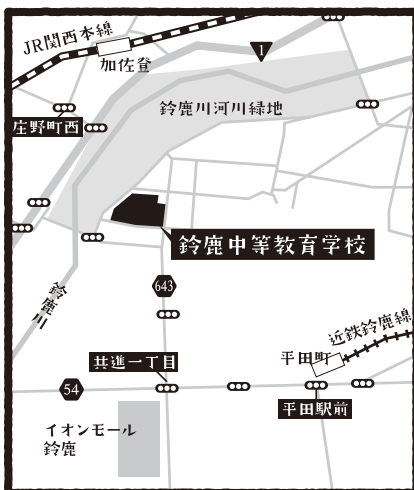 JR関西本線
加佐登
1
鈴鹿川河川緑地
庄野町西
鈴鹿中等教育学校
643
鈴鹿川
近鉄鈴鹿線
平田町
共進一丁目
54
平田駅前
イオンモール
鈴鹿